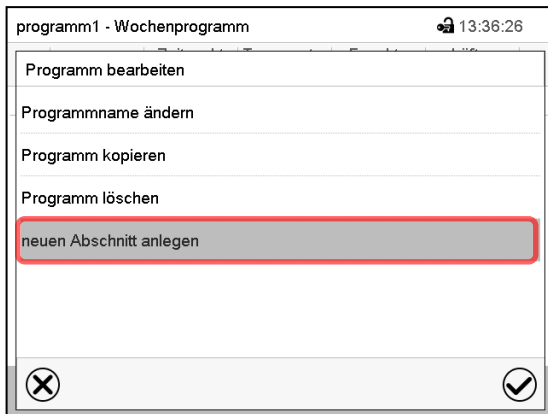 programm1 - Wochenprogramm 13:36:26
Programm bearbeiten
Programmname ändern
Programm kopieren
Programm löschen
neuen Abschnitt anlegen